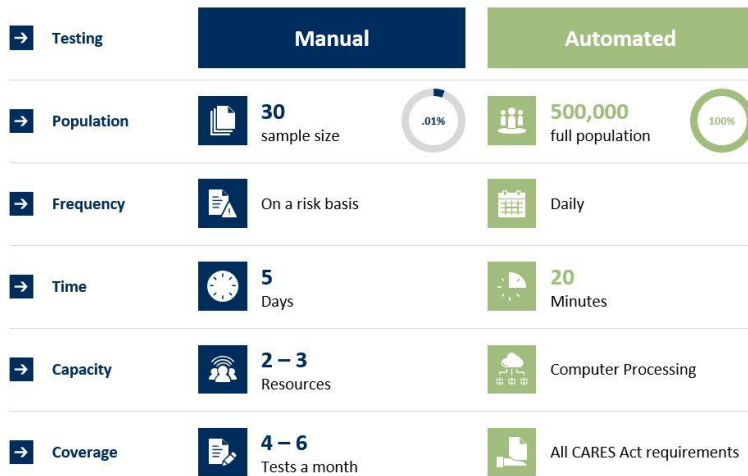 Testing
Manual
Automated
Population
30
sample size
.01%
500,000
full population
100%
Frequency
On a risk basis
Daily
Time
5
Days
20
Minutes
Capacity
2 – 3
Resources
Computer Processing
Coverage
4 – 6
Tests a month
All CARES Act requirements